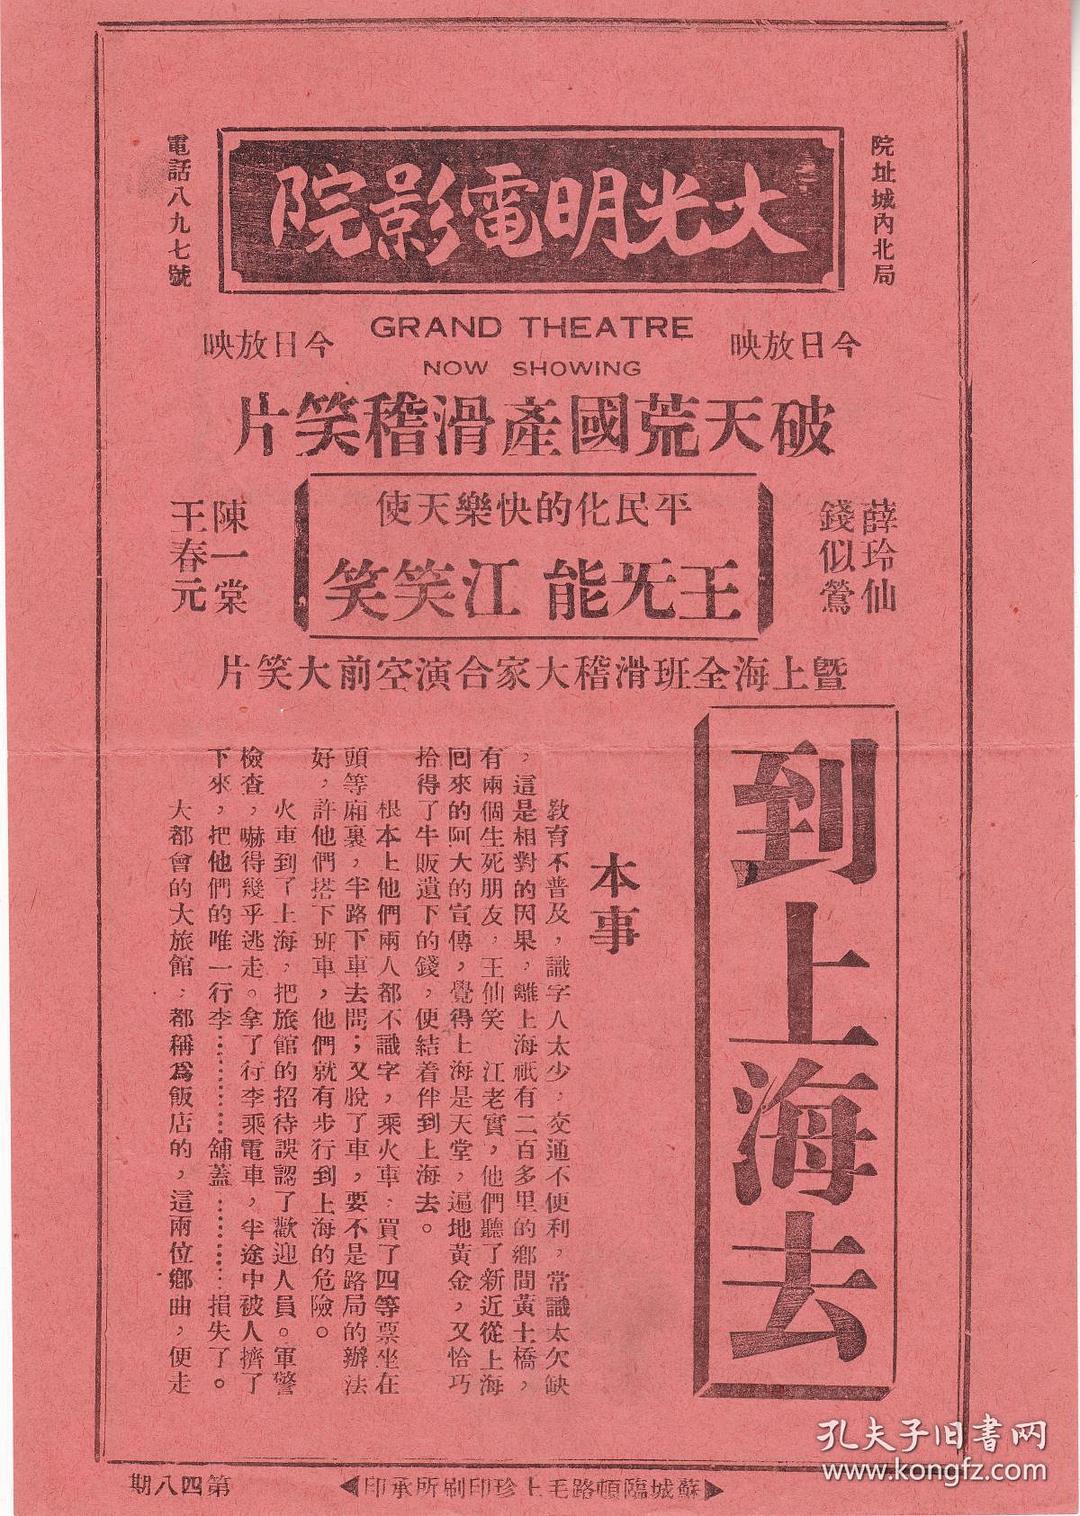 院址城內北局
大光明電影院
電話八九七號
GRAND THEATRE
今日放映
今日放映
NOW SHOWING
破天荒國產滑稽笑片
薛玲仙
錢似鶯
平民化的快樂天使
王旡能 江笑笑
陳一棠
王春元
暨上海全班滑稽大家合演空前大笑片
到上海去
本事
教育不普及，識字人太少，交通不便利，常識太欠缺
，這是相對的因果，離上海祇有二百多里的鄉間黃土橋，
有兩個生死朋友，王仙笑 江老實，他們聽了新近從上海
回來的阿大的宣傳，覺得上海是天堂，遍地黃金，又恰巧
拾得了牛販遺下的錢，便結着伴到上海去。
根本上他們兩人都不識字，乘火車，買了四等票坐在
頭等廂裏，半路下車去問；又脫了車，要不是路局的辦法
好，許他們搭下班車，他們就有步行到上海的危險。
火車到了上海，把旅館的招待誤認了歡迎人員。軍警
檢查，嚇得幾乎逃走。拿了行李乘電車，半途中被人擠了
下來，把他們的唯一行李…………舖蓋…………損失了。
大都會的大旅館，都稱爲飯店的，這兩位鄉曲，便走
蘇城臨頓路毛上珍印刷所承印
第四八期
孔夫子旧书网
www.kongfz.com